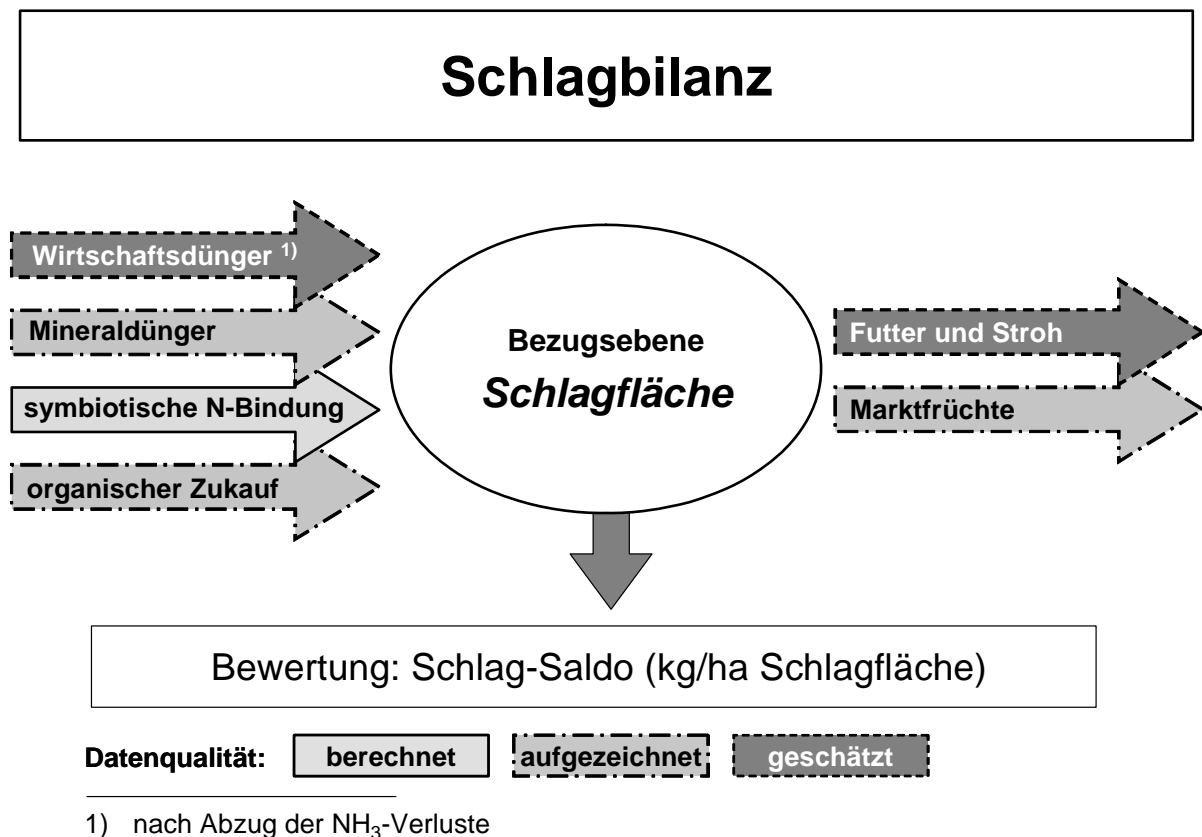 Schlagbilanz
Wirtschaftsdünger 1)
Mineraldünger
symbiotische N-Bindung
organischer Zukauf
Bezugsebene
Schlagfläche
Futter und Stroh
Marktfrüchte
Bewertung: Schlag-Saldo (kg/ha Schlagfläche)
Datenqualität: berechnet aufgezeichnet geschätzt
1) nach Abzug der NH3-Verluste